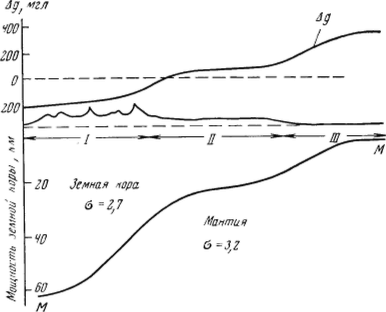 Δg, мгл
400
200
0
200
Δg
I II III
M
20
40
60
Земная кора
σ = 2,7
Мантия
σ = 3,2
M
Мощность земной коры, км